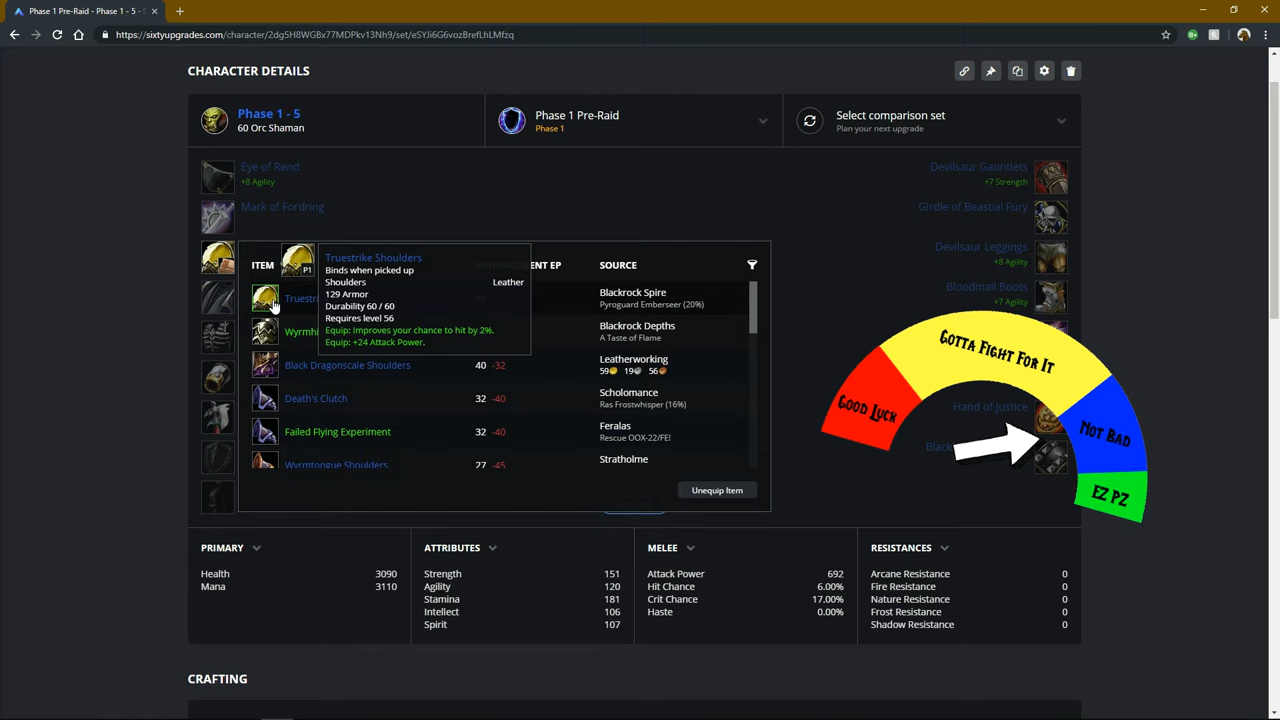 Phase 1 Pre-Raid - Phase 1 - 5 -
https://sixtyupgrades.com/character/2dg5H8WGBx77MDPkv13Nh9/set/eSYJi6G6vozBrefLhLMfzq
CHARACTER DETAILS
Phase 1 - 5
60 Orc Shaman
Phase 1 Pre-Raid
Phase 1
Select comparison set
Plan your next upgrade
Eye of Rend
+8 Agility
Mark of Fordring
Devilsaur Gauntlets
+7 Strength
Girdle of Beastial Fury
Devilsaur Leggings
+8 Agility
Bloodmail Boots
+7 Agility
Hand of Justice
ITEM
ENT EP
SOURCE
P1
Truestrike Shoulders
Binds when picked up
Shoulders
Leather
129 Armor
Durability 60 / 60
Requires level 56
Equip: Improves your chance to hit by 2%.
Equip: +24 Attack Power.
Blackrock Spire
Pyroguard Emberseer (20%)
Blackrock Depths
A Taste of Flame
Black Dragonscale Shoulders 40 -32
Leatherworking
59 19 56
Death's Clutch 32 -40
Scholomance
Ras Frostwhisper (16%)
Failed Flying Experiment 32 -40
Feralas
Rescue OOX-22/FE!
Wyrmtongue Shoulders 27 -45
Stratholme
Unequip Item
GOOD LUCK
GOTTA FIGHT FOR IT
NOT BAD
EZ PZ
PRIMARY
Health 3090
Mana 3110
ATTRIBUTES
Strength 151
Agility 120
Stamina 181
Intellect 106
Spirit 107
MELEE
Attack Power 692
Hit Chance 6.00%
Crit Chance 17.00%
Haste 0.00%
RESISTANCES
Arcane Resistance 0
Fire Resistance 0
Nature Resistance 0
Frost Resistance 0
Shadow Resistance 0
CRAFTING